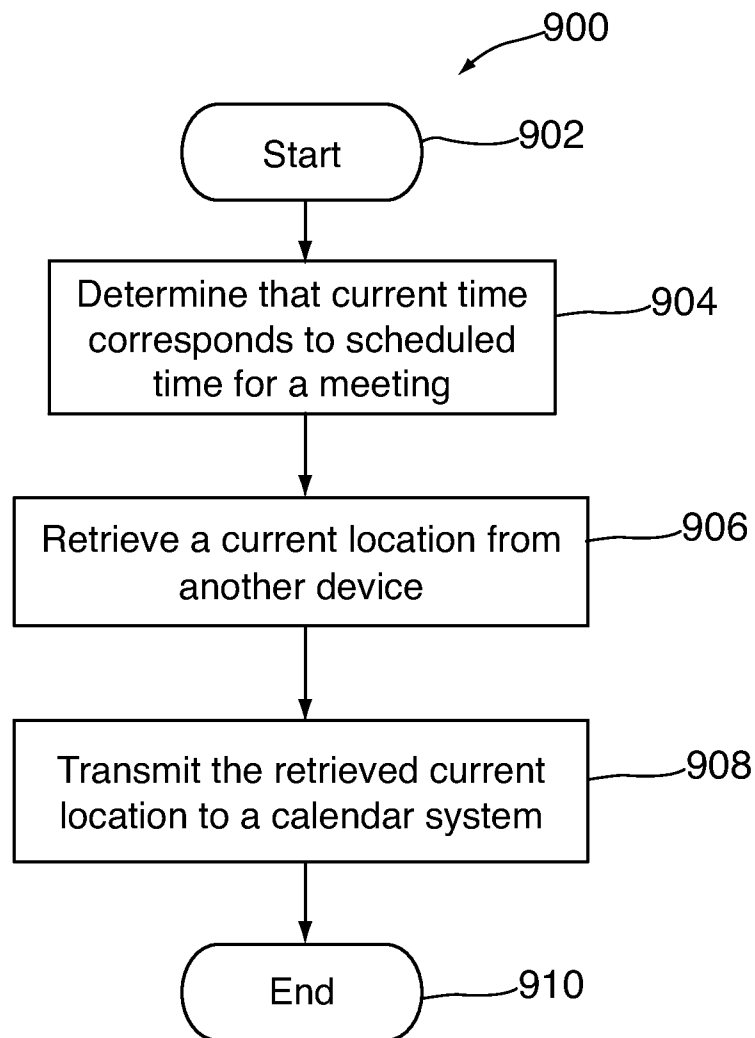 900
Start
902
Determine that current time
corresponds to scheduled
time for a meeting
904
Retrieve a current location from
another device
906
Transmit the retrieved current
location to a calendar system
908
End
910